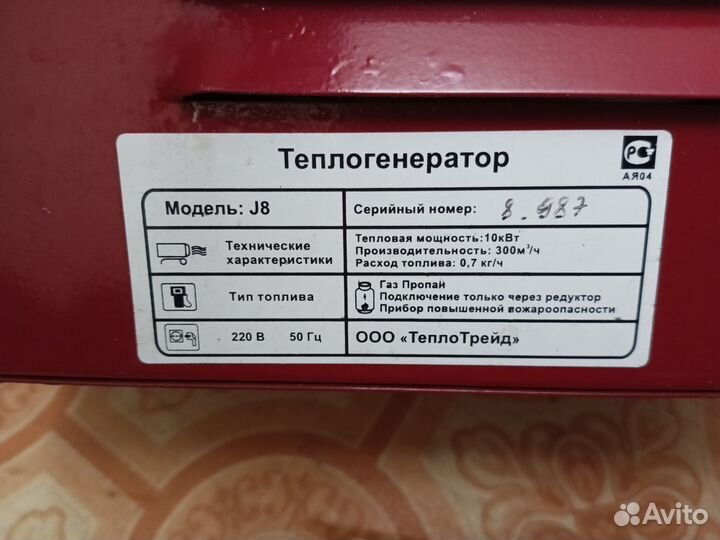 Теплогенератор
РСТ
АЯ04
Модель: J8
Серийный номер: 8.987
Технические характеристики
Тепловая мощность:10кВт
Производительность: 300м³/ч
Расход топлива: 0,7 кг/ч
Тип топлива
Газ Пропан
Подключение только через редуктор
Прибор повышенной пожароопасности
220 В 50 Гц
ООО «ТеплоТрейд»
Avito